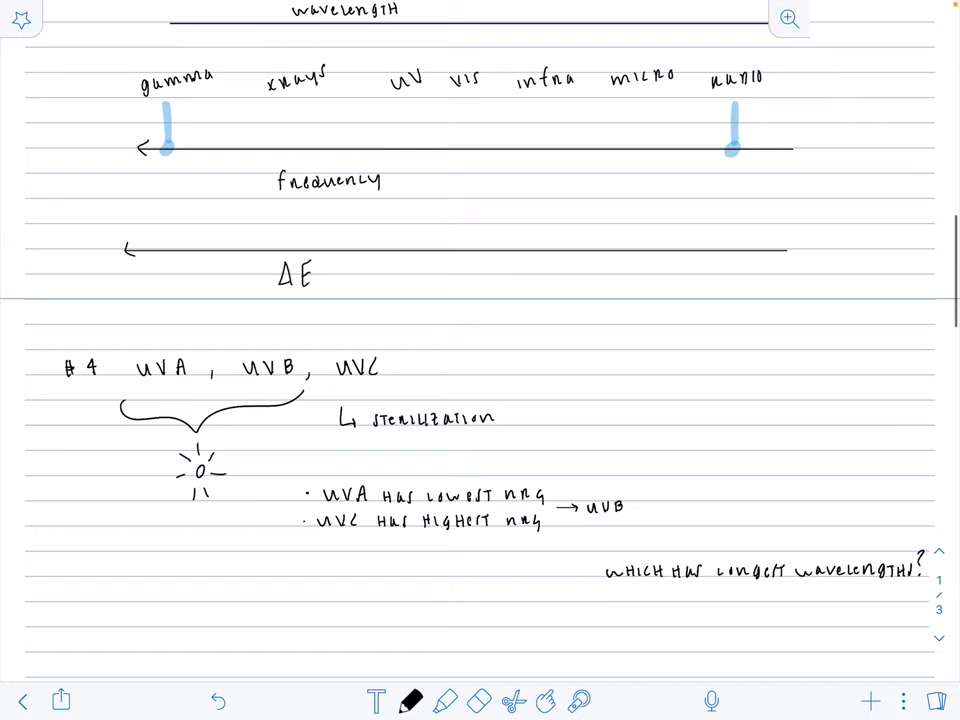 wavelength
gamma xrays UV VIS infra micro radio
frequency
ΔE
#4 UVA, UVB, UVC
↳ STERILIZATION
· UVA HAS LOWEST NRG
· UVC HAS HIGHEST NRG
→ UVB
WHICH HAS LONGEST WAVELENGTHS?
1
/
3
T